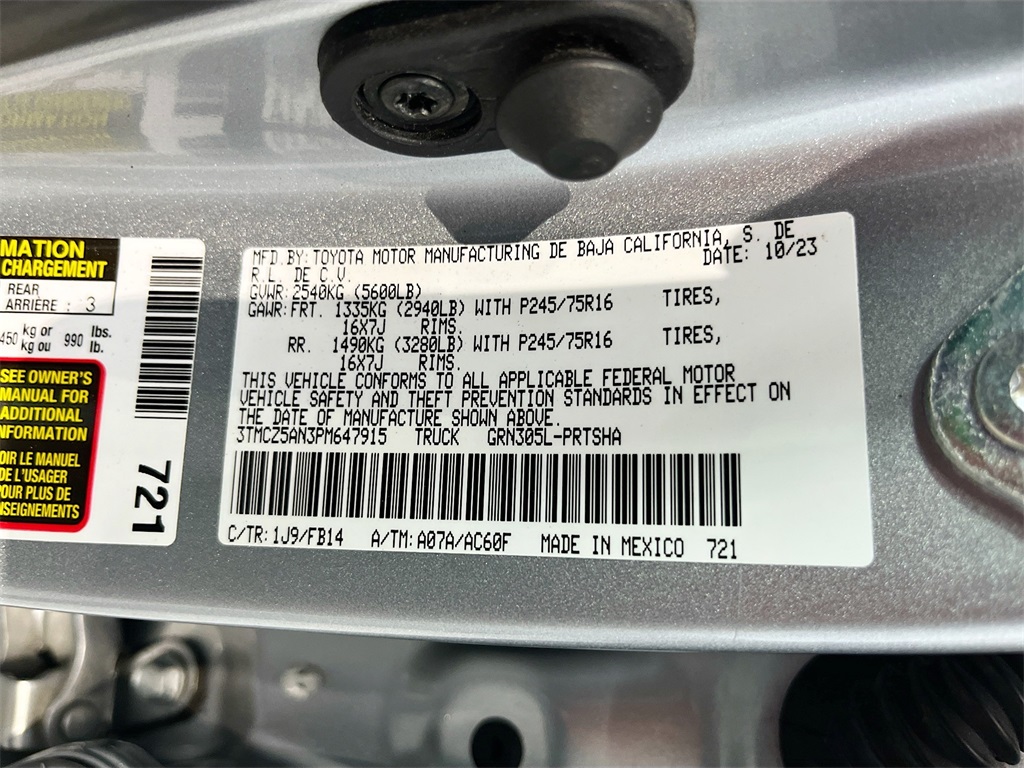 MATION
CHARGEMENT
REAR
ARRIÈRE : 3
450 kg or kg ou 990 lbs. lb.
SEE OWNER'S
MANUAL FOR
ADDITIONAL
INFORMATION
OIR LE MANUEL
DE L'USAGER
POUR PLUS DE
NSEIGNEMENTS
721
MFD.BY:TOYOTA MOTOR MANUFACTURING DE BAJA CALIFORNIA, S. DE
R.L. DE C.V. DATE: 10/23
GVWR:2540KG (5600LB)
GAWR:FRT. 1335KG (2940LB) WITH P245/75R16 TIRES,
16X7J RIMS.
RR. 1490KG (3280LB) WITH P245/75R16 TIRES,
16X7J RIMS.
THIS VEHICLE CONFORMS TO ALL APPLICABLE FEDERAL MOTOR
VEHICLE SAFETY AND THEFT PREVENTION STANDARDS IN EFFECT ON
THE DATE OF MANUFACTURE SHOWN ABOVE.
3TMCZ5AN3PM647915 TRUCK GRN305L-PRTSHA
C/TR:1J9/FB14 A/TM:A07A/AC60F MADE IN MEXICO 721